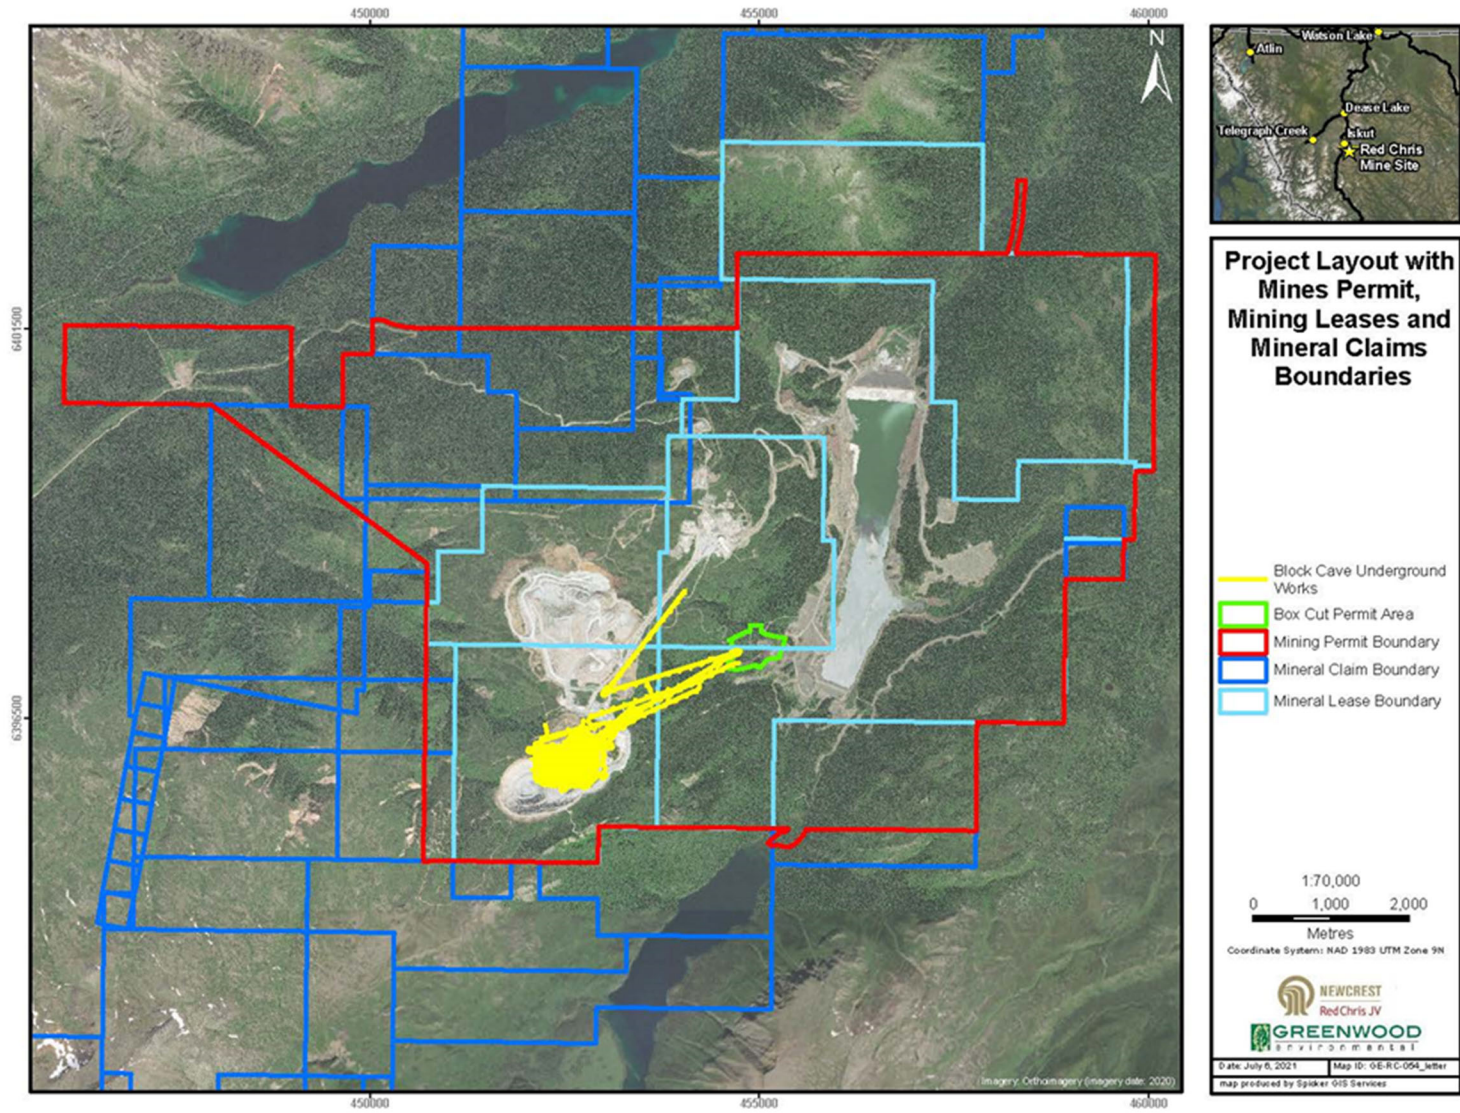 450000
455000
460000
N
6401500
6396500
450000
455000
460000
Imagery: Orthoimagery (imagery date: 2020)
Watson Lake
Atlin
Dease Lake
Telegraph Creek
Iskut
Red Chris
Mine Site
Project Layout with
Mines Permit,
Mining Leases and
Mineral Claims
Boundaries
Block Cave Underground
Works
Box Cut Permit Area
Mining Permit Boundary
Mineral Claim Boundary
Mineral Lease Boundary
1:70,000
0 1,000 2,000
Metres
Coordinate System: NAD 1983 UTM Zone 9N
NEWCREST
Red Chris JV
GREENWOOD
environmental
Date: July 6, 2021 Map ID: GE-RC-054_letter
map produced by Spicker GIS Services